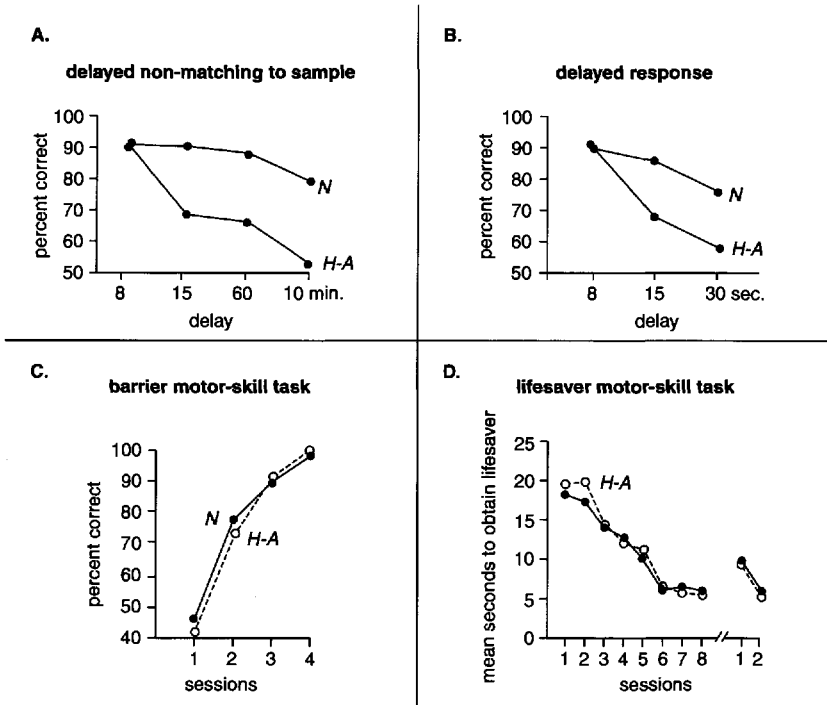 A.
delayed non-matching to sample
percent correct
100
90
80
70
60
50
N
H-A
8 15 60 10 min.
delay
B.
delayed response
percent correct
100
90
80
70
60
50
N
H-A
8 15 30 sec.
delay
C.
barrier motor-skill task
percent correct
100
90
80
70
60
50
40
N
H-A
1 2 3 4
sessions
D.
lifesaver motor-skill task
mean seconds to obtain lifesaver
25
20
15
10
5
0
H-A
1 2 3 4 5 6 7 8 1 2
sessions